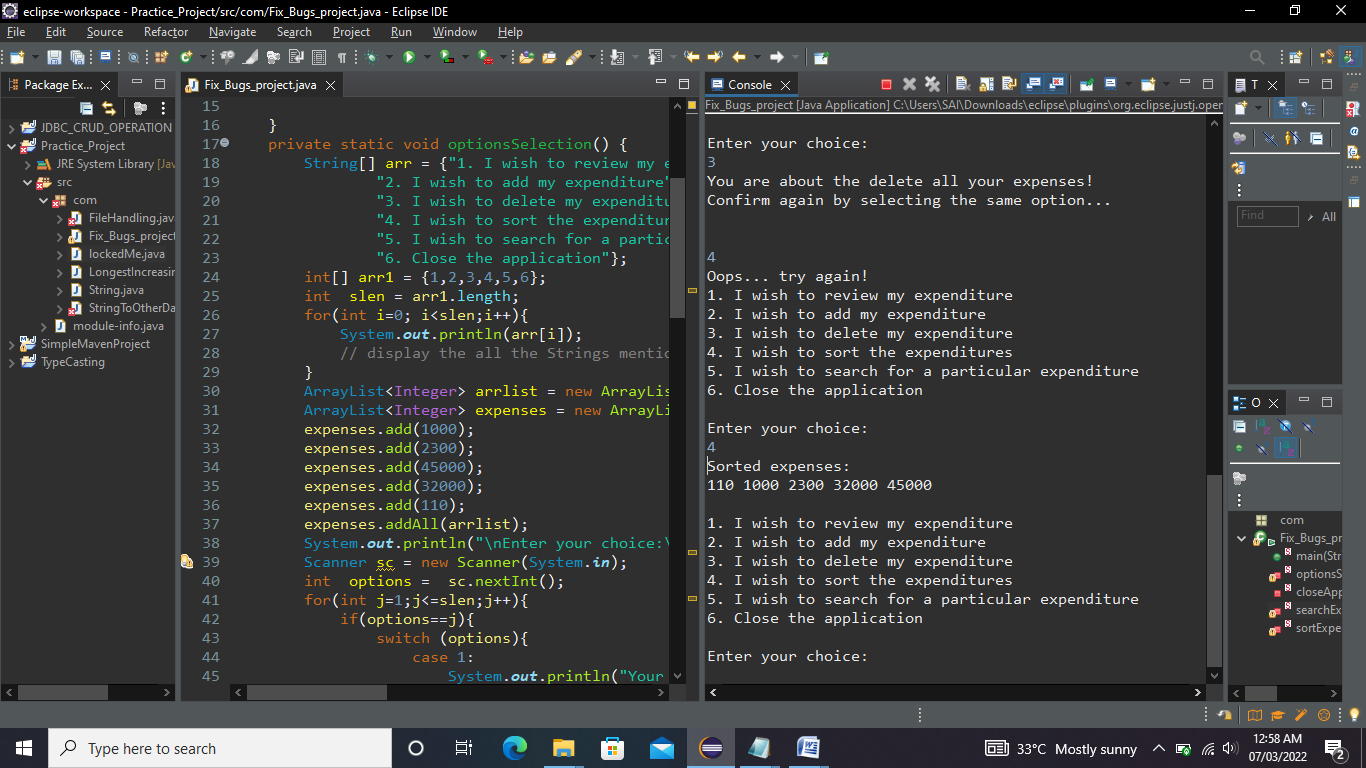 eclipse-workspace - Practice_Project/src/com/Fix_Bugs_project.java - Eclipse IDE
File Edit Source Refactor Navigate Search Project Run Window Help
Package Ex...
JDBC_CRUD_OPERATION
Practice_Project
JRE System Library [Jav
src
com
FileHandling.jav
Fix_Bugs_project
lockedMe.java
LongestIncreasin
String.java
StringToOtherDa
module-info.java
SimpleMavenProject
TypeCasting
Fix_Bugs_project.java
15
16 }
17 private static void optionsSelection() {
18 String[] arr = {"1. I wish to review my e
19 "2. I wish to add my expenditure"
20 "3. I wish to delete my expenditu
21 "4. I wish to sort the expenditur
22 "5. I wish to search for a partic
23 "6. Close the application"};
24 int[] arr1 = {1,2,3,4,5,6};
25 int  slen = arr1.length;
26 for(int i=0; i<slen;i++){
27 System.out.println(arr[i]);
28 // display the all the Strings mentio
29 }
30 ArrayList<Integer> arrlist = new ArrayLis
31 ArrayList<Integer> expenses = new ArrayLi
32 expenses.add(1000);
33 expenses.add(2300);
34 expenses.add(45000);
35 expenses.add(32000);
36 expenses.add(110);
37 expenses.addAll(arrlist);
38 System.out.println("\nEnter your choice:\
39 Scanner sc = new Scanner(System.in);
40 int  options =  sc.nextInt();
41 for(int j=1;j<=slen;j++){
42 if(options==j){
43 switch (options){
44 case 1:
45 System.out.println("Your
Console
Fix_Bugs_project [Java Application] C:\Users\SAI\Downloads\eclipse\plugins\org.eclipse.justj.open
Enter your choice:
3
You are about the delete all your expenses!
Confirm again by selecting the same option...
4
Oops... try again!
1. I wish to review my expenditure
2. I wish to add my expenditure
3. I wish to delete my expenditure
4. I wish to sort the expenditures
5. I wish to search for a particular expenditure
6. Close the application
Enter your choice:
4
Sorted expenses:
110 1000 2300 32000 45000
1. I wish to review my expenditure
2. I wish to add my expenditure
3. I wish to delete my expenditure
4. I wish to sort the expenditures
5. I wish to search for a particular expenditure
6. Close the application
Enter your choice:
T
Find All
O
com
Fix_Bugs_pr
main(Str
optionsS
closeApp
searchEx
sortExpe
Type here to search
33°C Mostly sunny
12:58 AM
07/03/2022
2